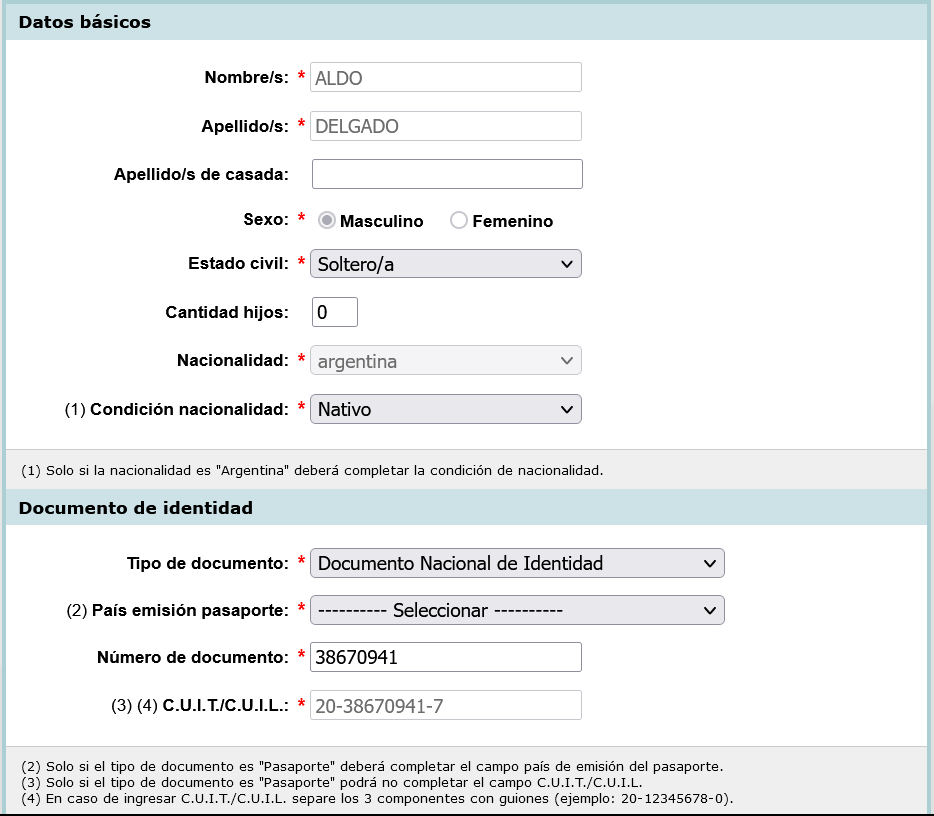 Datos básicos
Nombre/s: * ALDO
Apellido/s: * DELGADO
Apellido/s de casada:
Sexo: * Masculino Femenino
Estado civil: * Soltero/a
Cantidad hijos: 0
Nacionalidad: * argentina
(1) Condición nacionalidad: * Nativo
(1) Solo si la nacionalidad es "Argentina" deberá completar la condición de nacionalidad.
Documento de identidad
Tipo de documento: * Documento Nacional de Identidad
(2) País emisión pasaporte: * ---------- Seleccionar ----------
Número de documento: * 38670941
(3) (4) C.U.I.T./C.U.I.L.: * 20-38670941-7
(2) Solo si el tipo de documento es "Pasaporte" deberá completar el campo país de emisión del pasaporte.
(3) Solo si el tipo de documento es "Pasaporte" podrá no completar el campo C.U.I.T./C.U.I.L.
(4) En caso de ingresar C.U.I.T./C.U.I.L. separe los 3 componentes con guiones (ejemplo: 20-12345678-0).